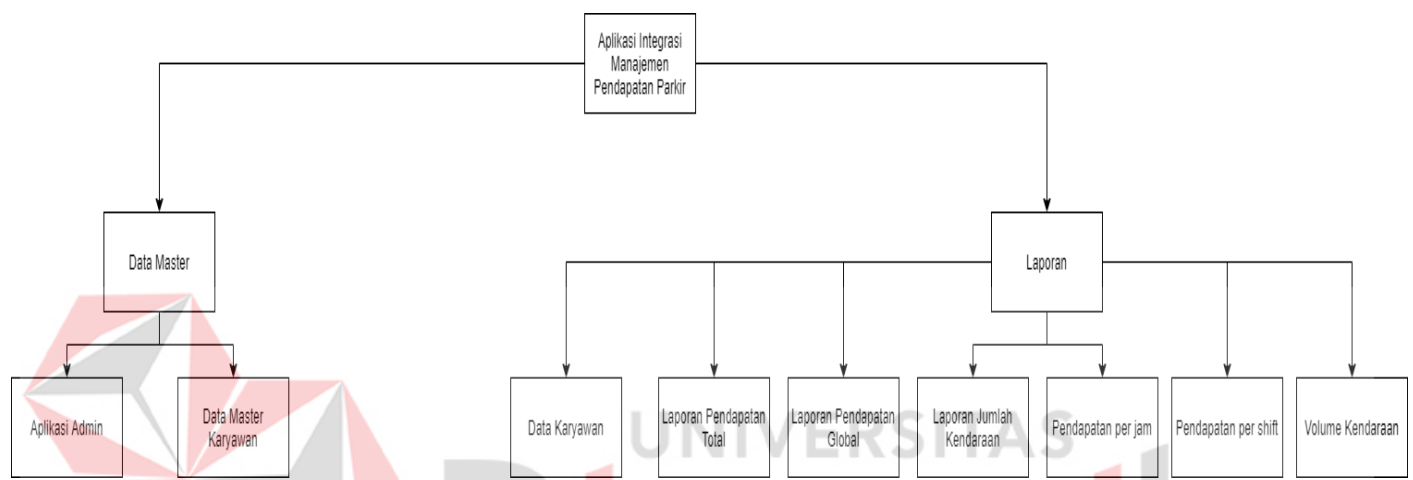 Aplikasi Integrasi
Manajemen
Pendapatan Parkir
Data Master
Laporan
Aplikasi Admin
Data Master
Karyawan
Data Karyawan
Laporan Pendapatan
Total
Laporan Pendapatan
Global
Laporan Jumlah
Kendaraan
Pendapatan per jam
Pendapatan per shift
Volume Kendaraan
UNIVERSITAS